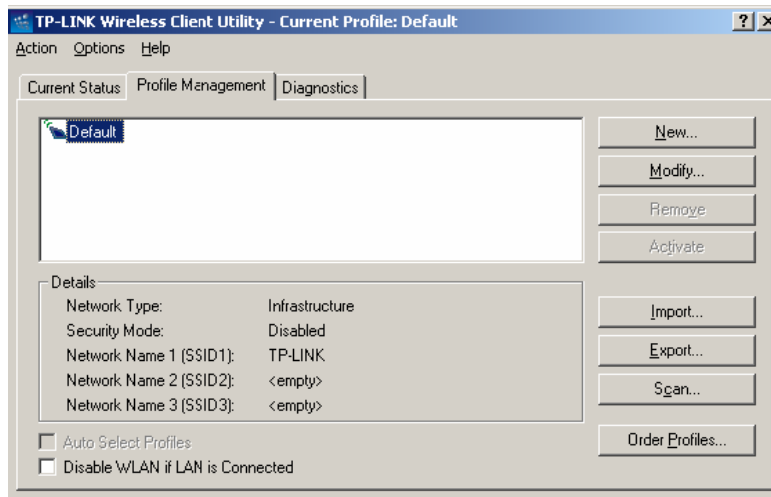 TP-LINK Wireless Client Utility - Current Profile: Default
Action Options Help
Current Status Profile Management Diagnostics
Default
New...
Modify...
Remove
Activate
Details
Network Type: Infrastructure
Security Mode: Disabled
Network Name 1 (SSID1): TP-LINK
Network Name 2 (SSID2): <empty>
Network Name 3 (SSID3): <empty>
Import...
Export...
Scan...
Auto Select Profiles
Order Profiles...
Disable WLAN if LAN is Connected